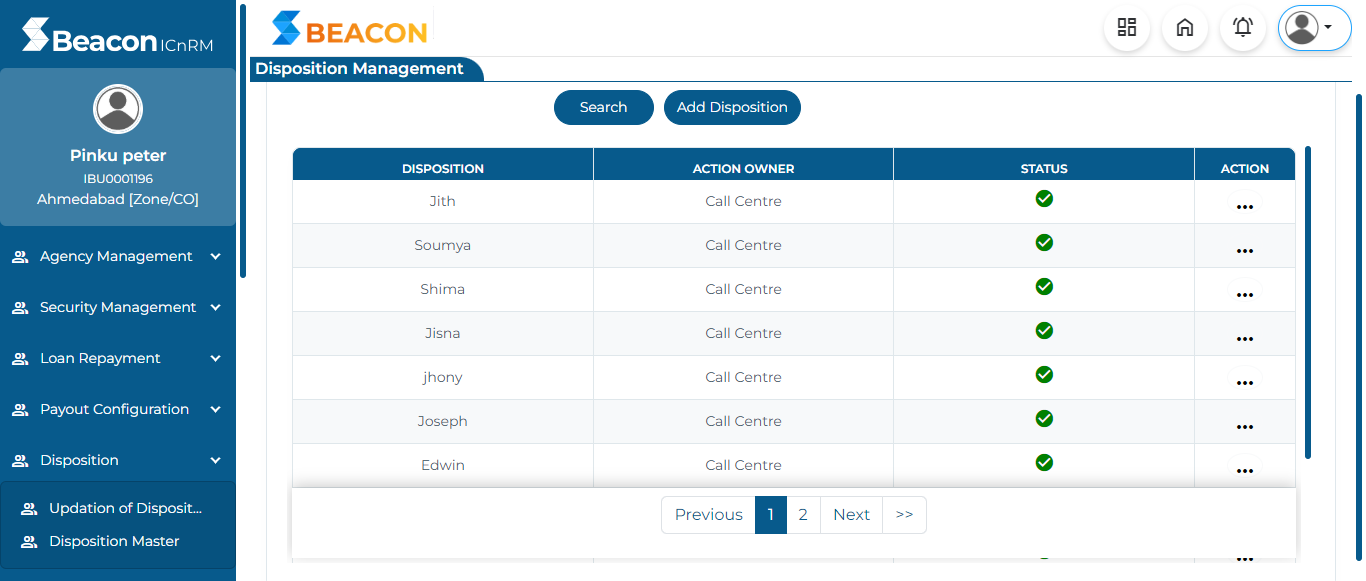 Beacon ICnRM
Pinku peter
IBU0001196
Ahmedabad [Zone/CO]
Agency Management
Security Management
Loan Repayment
Payout Configuration
Disposition
Updation of Disposit...
Disposition Master
BEACON
Disposition Management
Search Add Disposition
DISPOSITION ACTION OWNER STATUS ACTION
Jith Call Centre
Soumya Call Centre
Shima Call Centre
Jisna Call Centre
jhony Call Centre
Joseph Call Centre
Edwin Call Centre
Previous 1 2 Next >>